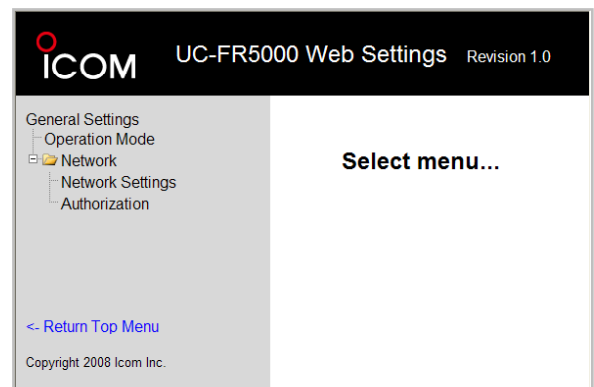 ICOM UC-FR5000 Web Settings Revision 1.0
General Settings
Operation Mode
Network
Network Settings
Authorization
Select menu...
<- Return Top Menu
Copyright 2008 Icom Inc.